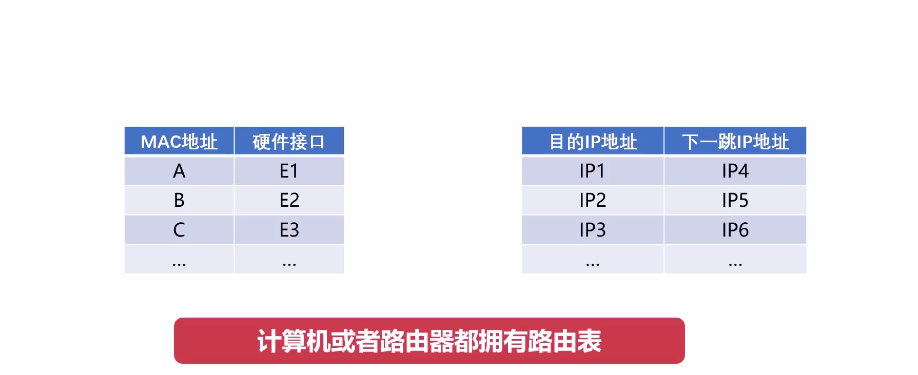 MAC地址 硬件接口
A E1
B E2
C E3
... ...
目的IP地址 下一跳IP地址
IP1 IP4
IP2 IP5
IP3 IP6
... ...
计算机或者路由器都拥有路由表